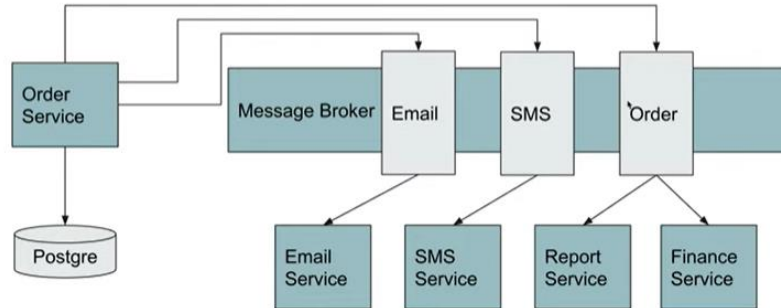 Order
Service
Message Broker
Email
SMS
Order
Postgre
Email
Service
SMS
Service
Report
Service
Finance
Service